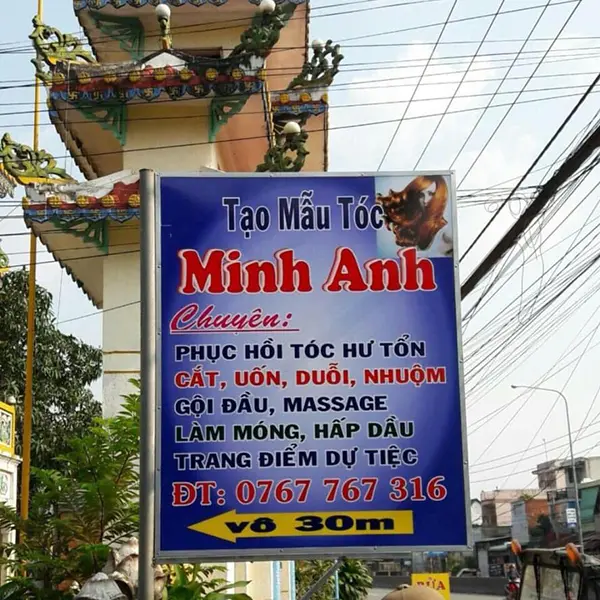 Tạo Mẫu Tóc
Minh Anh
Chuyên:
PHỤC HỒI TÓC HƯ TỔN
CẮT, UỐN, DUỖI, NHUỘM
GỘI ĐẦU, MASSAGE
LÀM MÓNG, HẤP DẦU
TRANG ĐIỂM DỰ TIỆC
ĐT: 0767 767 316
vô 30m
RỬA